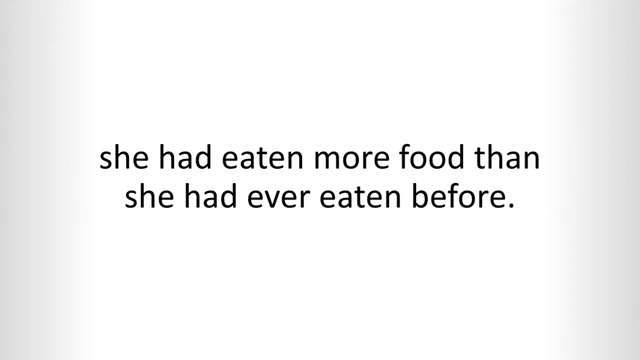 she had eaten more food than
she had ever eaten before.